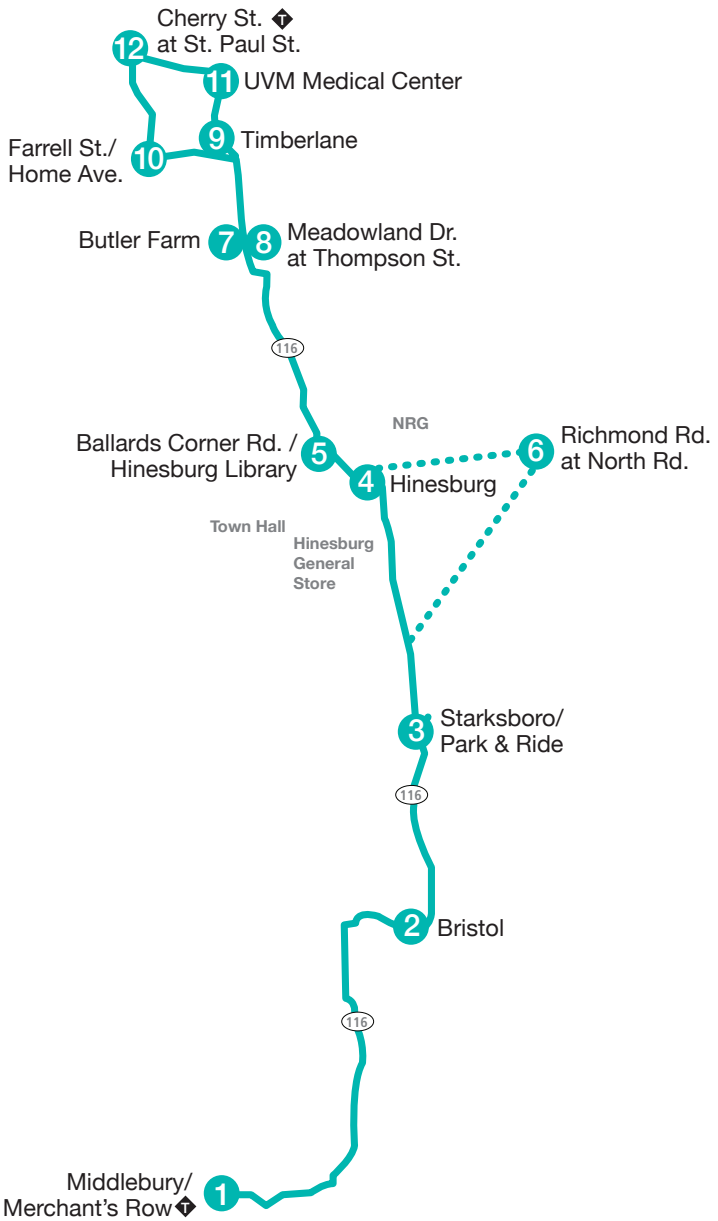 Cherry St. T
12
at St. Paul St.
11 UVM Medical Center
9 Timberlane
Farrell St./
10
Home Ave.
Butler Farm 7
8 Meadowland Dr.
at Thompson St.
116
NRG
Ballards Corner Rd. /
5
Hinesburg Library
6 Richmond Rd.
at North Rd.
4 Hinesburg
Town Hall
Hinesburg
General
Store
3 Starksboro/
Park & Ride
116
2 Bristol
116
Middlebury/
1
Merchant's Row T